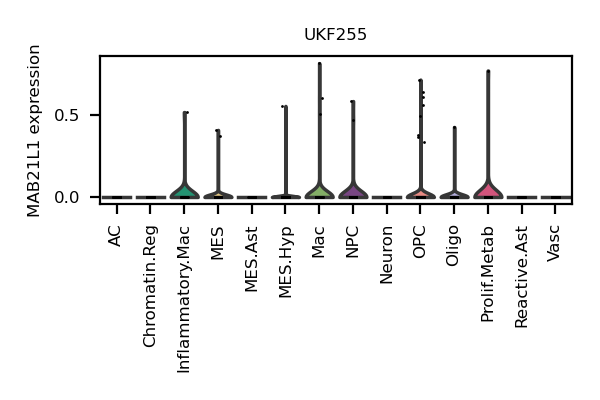 UKF255
MAB21L1 expression
0.5
0.0
AC
Chromatin.Reg
Inflammatory.Mac
MES
MES.Ast
MES.Hyp
Mac
NPC
Neuron
OPC
Oligo
Prolif.Metab
Reactive.Ast
Vasc